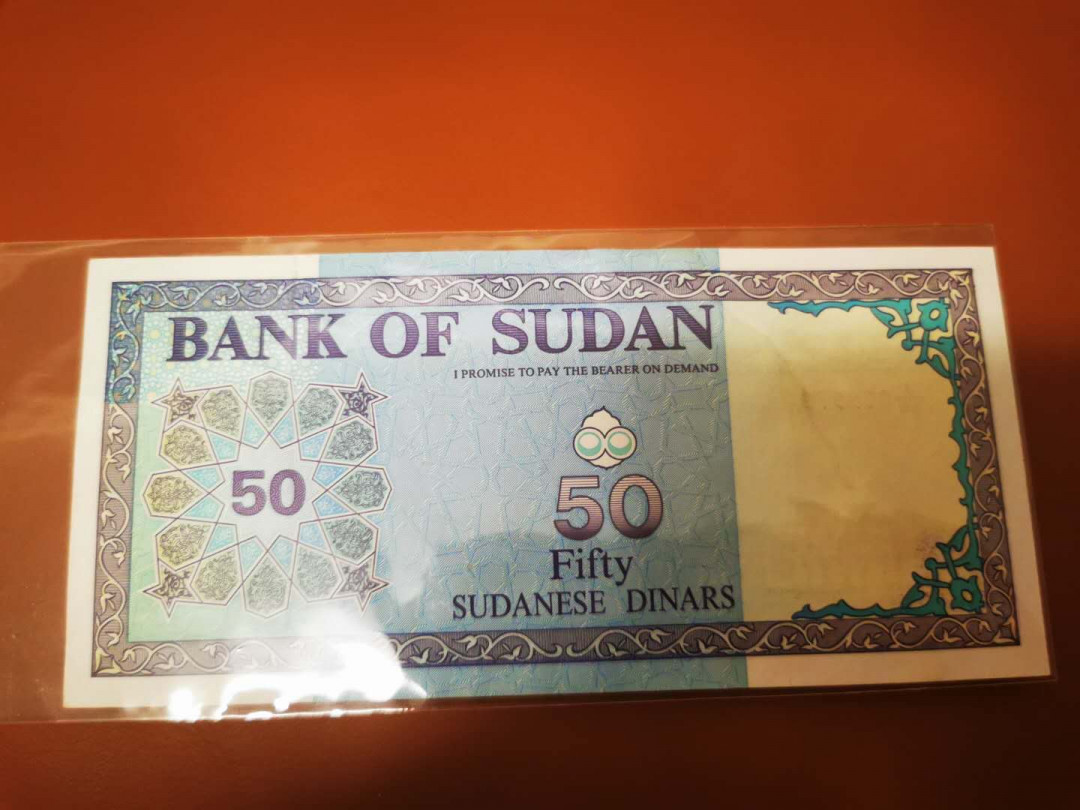 BANK OF SUDAN
I PROMISE TO PAY THE BEARER ON DEMAND
50
50
Fifty
SUDANESE DINARS